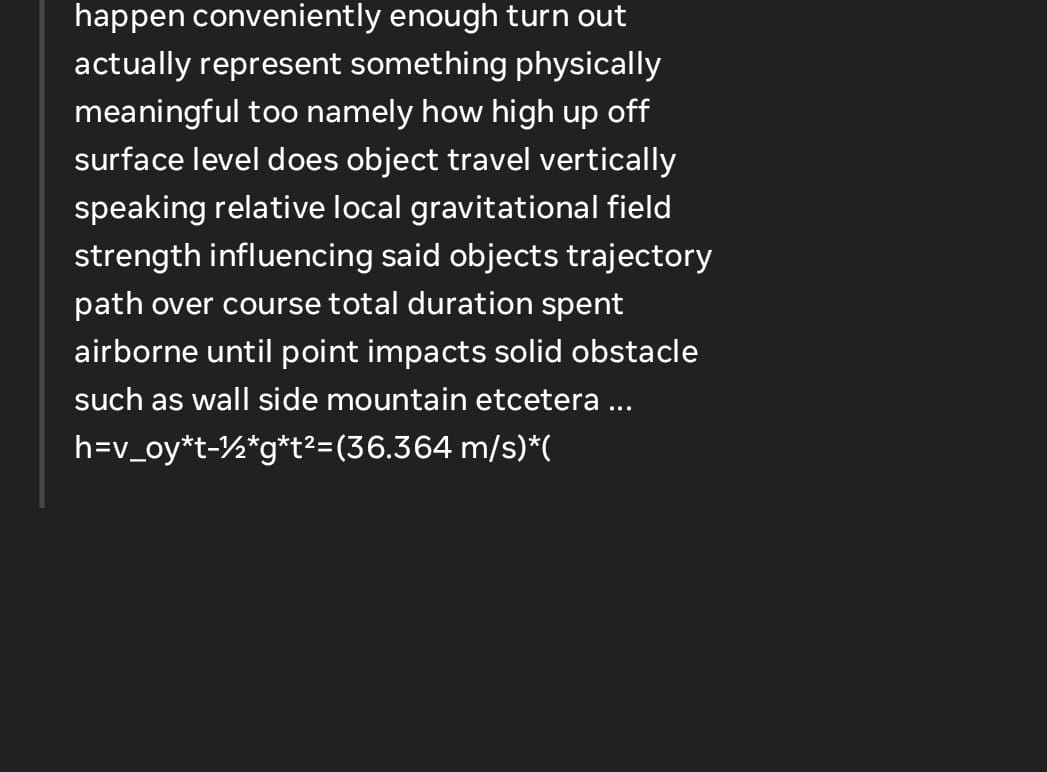 happen conveniently enough turn out
actually represent something physically
meaningful too namely how high up off
surface level does object travel vertically
speaking relative local gravitational field
strength influencing said objects trajectory
path over course total duration spent
airborne until point impacts solid obstacle
such as wall side mountain etcetera ...
h=v_oy*t-½*g*t²=(36.364 m/s)*(